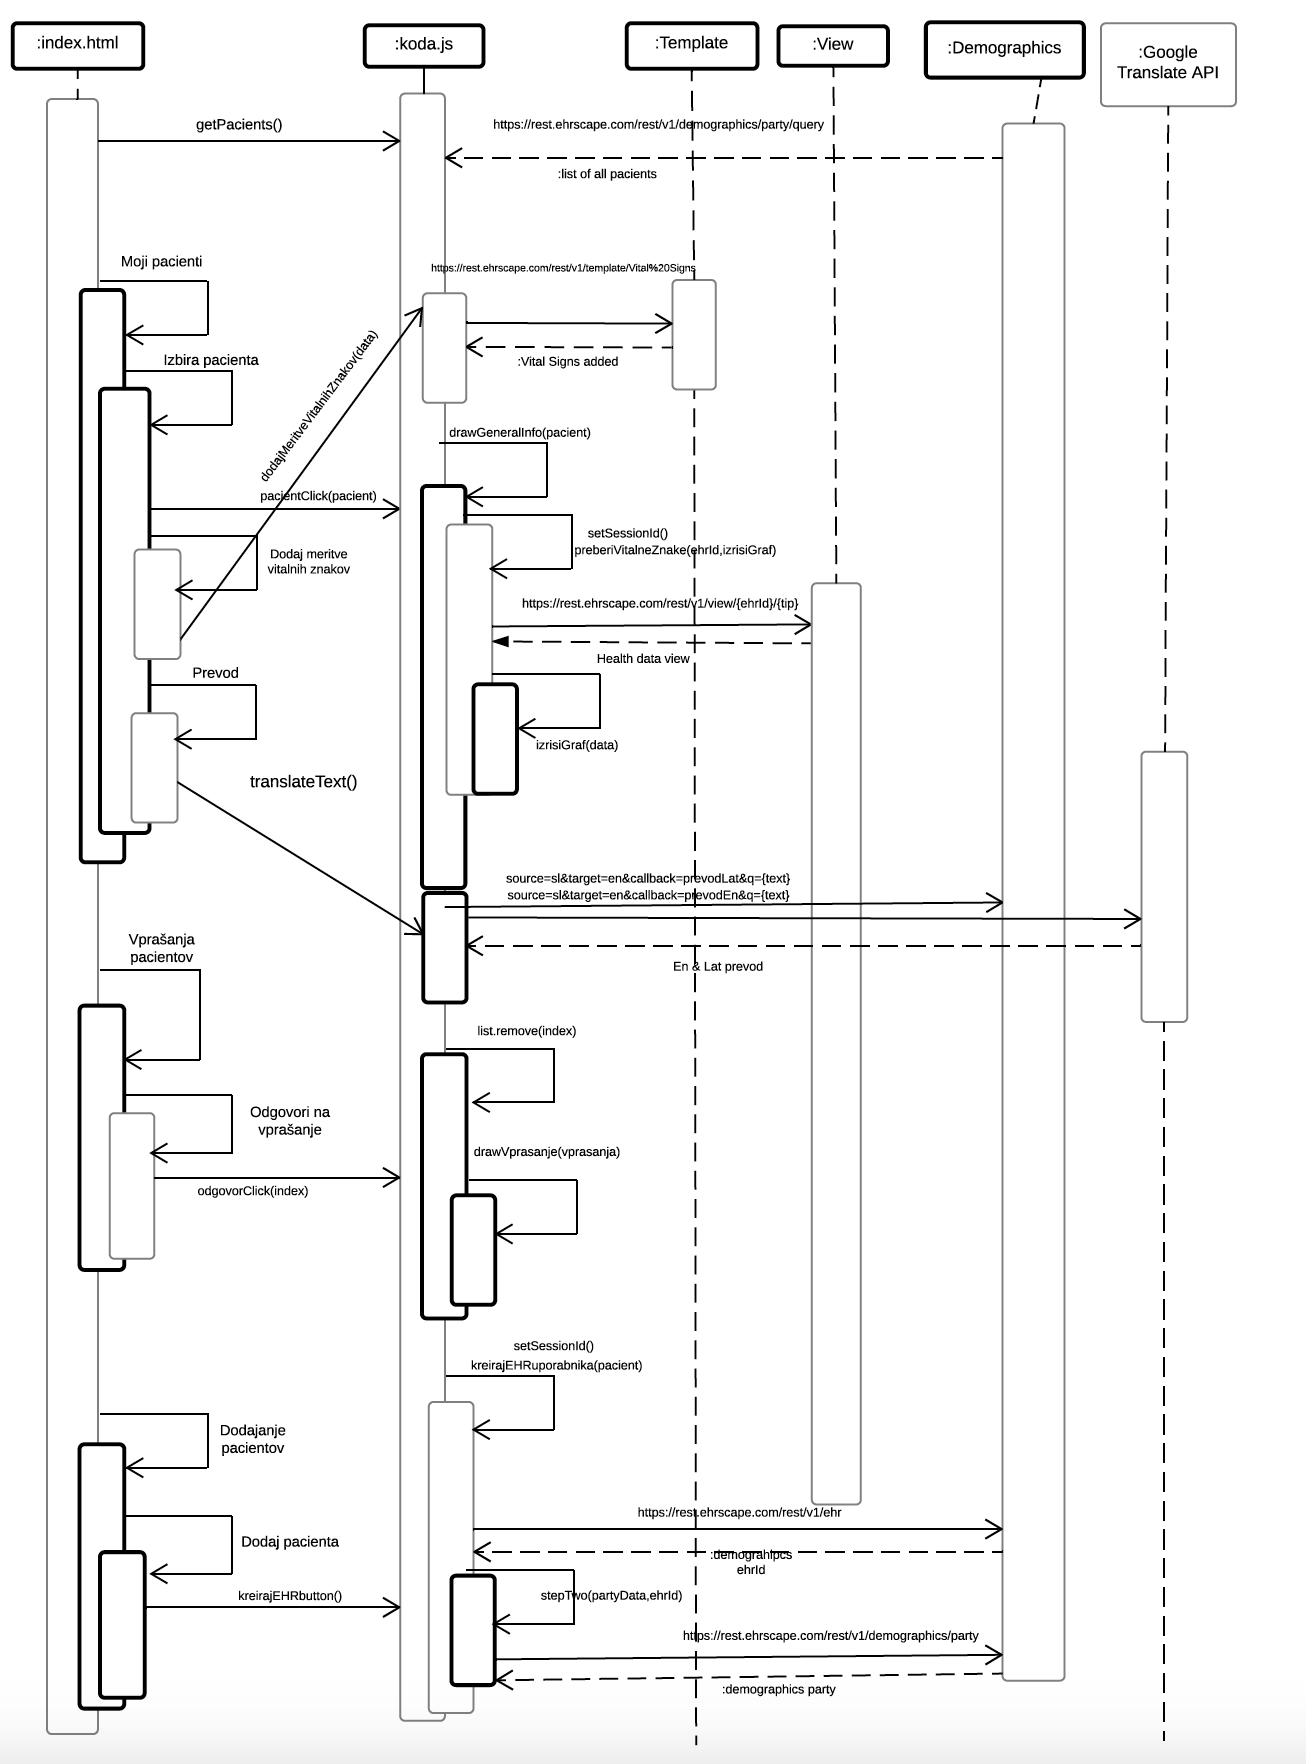 :index.html
:koda.js
:Template
:View
:Demographics
:Google
Translate API
getPacients()
https://rest.ehrscape.com/rest/v1/demographics/party/query
:list of all pacients
Moji pacienti
https://rest.ehrscape.com/rest/v1/template/Vital%20Signs
Izbira pacienta
:Vital Signs added
dodajMeritveVitalnihZnakov(data)
drawGeneralInfo(pacient)
pacientClick(pacient)
setSessionId()
preberiVitalneZnake(ehrId,izrisiGraf)
Dodaj meritve
vitalnih znakov
https://rest.ehrscape.com/rest/v1/view/{ehrId}/{tip}
Health data view
Prevod
izrisiGraf(data)
translateText()
source=sl&target=en&callback=prevodLat&q={text}
source=sl&target=en&callback=prevodEn&q={text}
Vprašanja
pacientov
En & Lat prevod
list.remove(index)
Odgovori na
vprašanje
drawVprasanje(vprasanja)
odgovorClick(index)
setSessionId()
kreirajEHRuporabnika(pacient)
Dodajanje
pacientov
https://rest.ehrscape.com/rest/v1/ehr
Dodaj pacienta
:demograhipcs
ehrId
kreirajEHRbutton()
stepTwo(partyData,ehrId)
https://rest.ehrscape.com/rest/v1/demographics/party
:demographics party